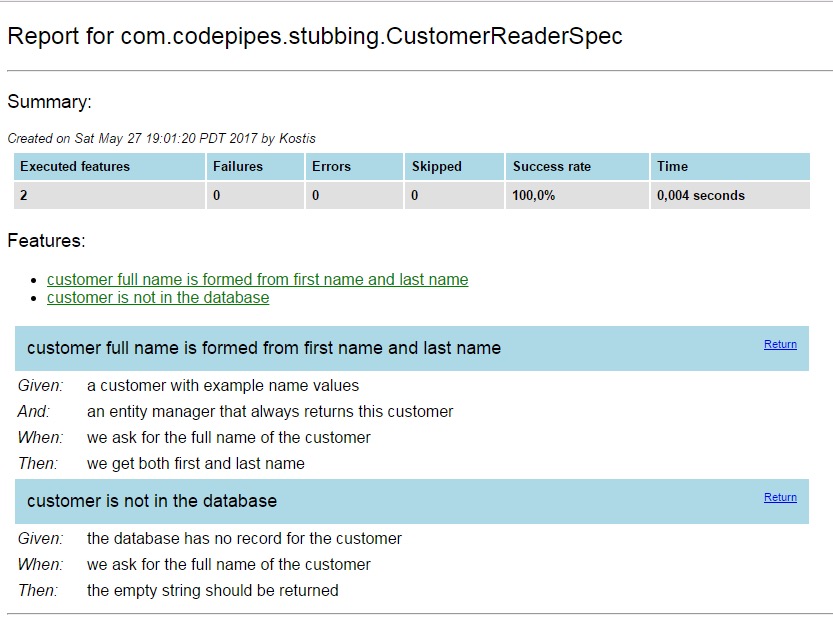 Report for com.codepipes.stubbing.CustomerReaderSpec
Summary:
Created on Sat May 27 19:01:20 PDT 2017 by Kostis
Executed features Failures Errors Skipped Success rate Time
2 0 0 0 100,0% 0,004 seconds
Features:
customer full name is formed from first name and last name
customer is not in the database
customer full name is formed from first name and last name Return
Given: a customer with example name values
And: an entity manager that always returns this customer
When: we ask for the full name of the customer
Then: we get both first and last name
customer is not in the database Return
Given: the database has no record for the customer
When: we ask for the full name of the customer
Then: the empty string should be returned